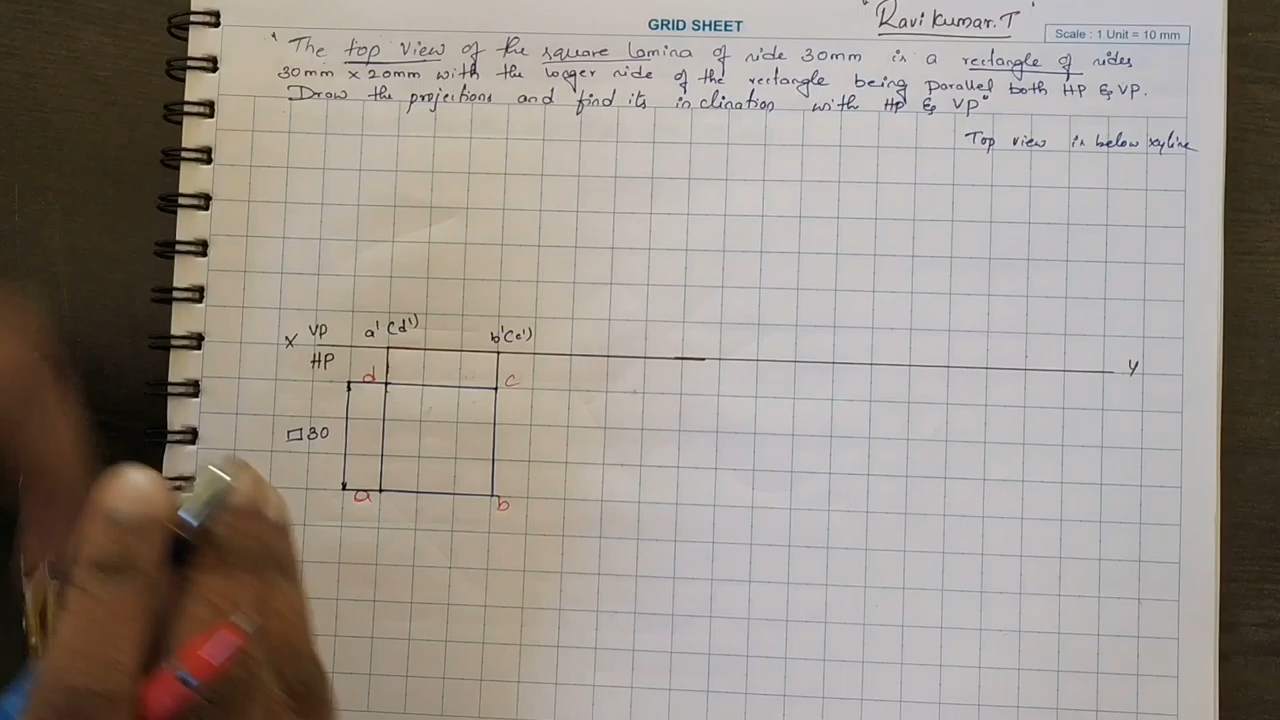 " Ravikumar.T "
GRID SHEET
Scale : 1 Unit = 10 mm
" The top view of the square lamina of side 30mm is a rectangle of sides
30mm x 20mm with the longer side of the rectangle being parallel both HP & VP.
Draw the projections and find its inclination with HP & VP"
Top view is below xyline
X VP a' (d') b'(c')
HP
Y
d c
□30
a b